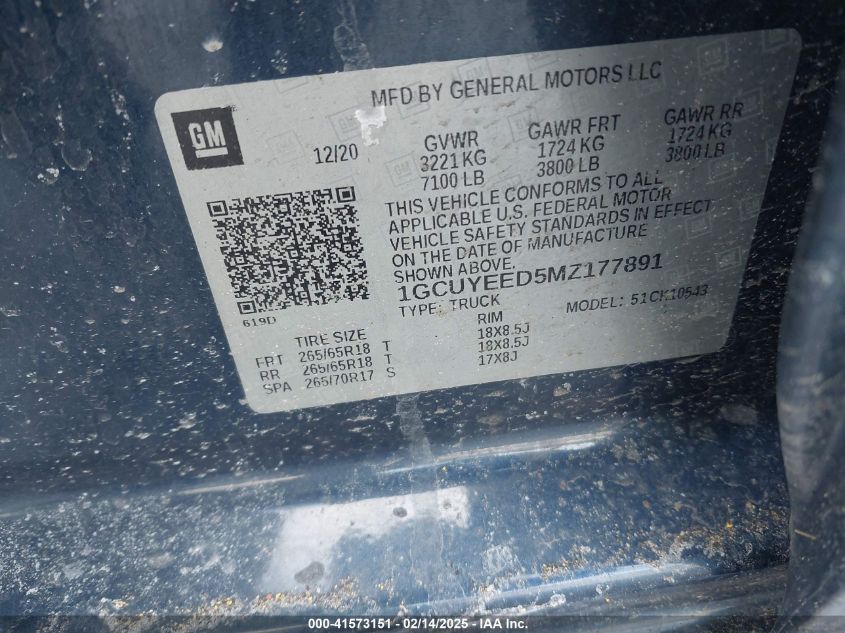 MFD BY GENERAL MOTORS LLC
GM
12/20
GVWR GAWR FRT GAWR RR
3221 KG 1724 KG 1724 KG
7100 LB 3800 LB 3800 LB
THIS VEHICLE CONFORMS TO ALL
APPLICABLE U.S. FEDERAL MOTOR
VEHICLE SAFETY STANDARDS IN EFFECT
ON THE DATE OF MANUFACTURE
SHOWN ABOVE.
1GCUYEED5MZ177891
619D
TYPE: TRUCK MODEL: 51CK10543
TIRE SIZE RIM
FRT 265/65R18 T 18X8.5J
RR 265/65R18 T 18X8.5J
SPA 265/70R17 S 17X8J
000-41573151 - 02/14/2025 - IAAI US, Inc.